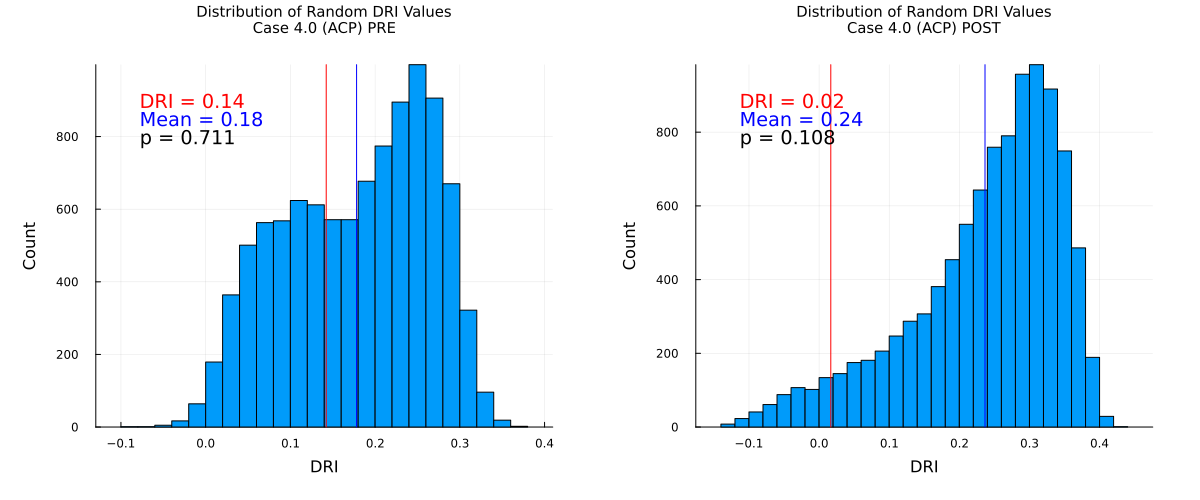 Distribution of Random DRI Values
Case 4.0 (ACP) PRE
DRI = 0.14
Mean = 0.18
p = 0.711
Count
800
600
400
200
0
−0.1
0.0
0.1
0.2
0.3
0.4
DRI
Distribution of Random DRI Values
Case 4.0 (ACP) POST
DRI = 0.02
Mean = 0.24
p = 0.108
Count
800
600
400
200
0
−0.1
0.0
0.1
0.2
0.3
0.4
DRI